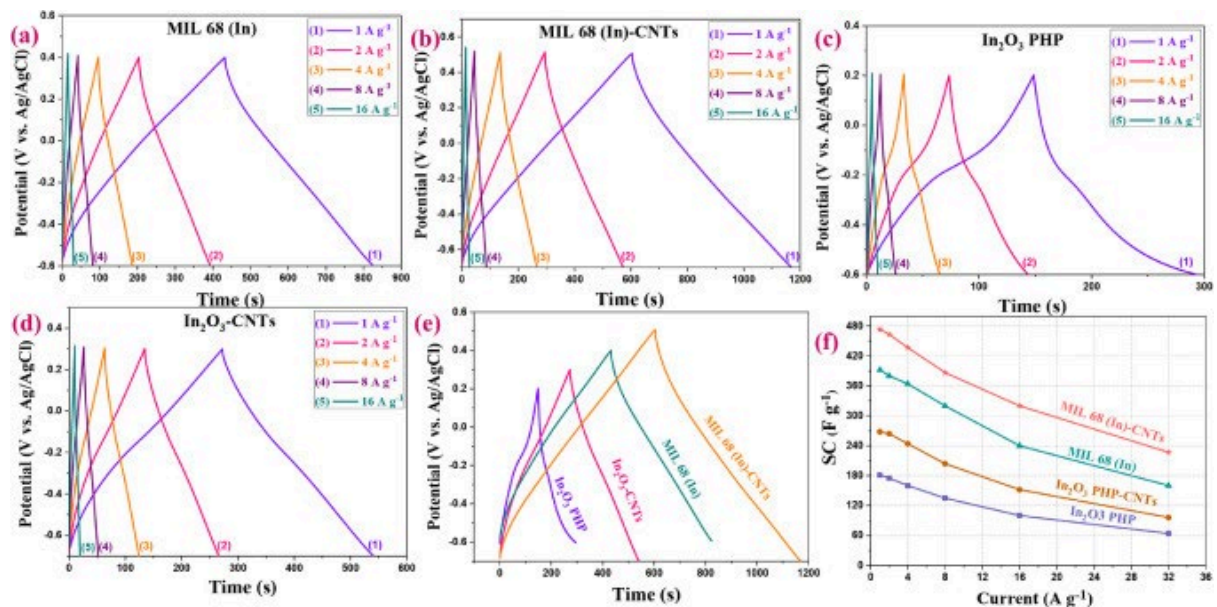 (a)
MIL 68 (In)
(1) 1 A g⁻¹
(2) 2 A g⁻¹
(3) 4 A g⁻¹
(4) 8 A g⁻¹
(5) 16 A g⁻¹
Potential (V vs. Ag/AgCl)
0.4
0.2
0.0
-0.2
-0.4
-0.6
(5) (4) (3) (2) (1)
0 100 200 300 400 500 600 700 800 900
Time (s)
(b)
MIL 68 (In)-CNTs
(1) 1 A g⁻¹
(2) 2 A g⁻¹
(3) 4 A g⁻¹
(4) 8 A g⁻¹
(5) 16 A g⁻¹
Potential (V vs. Ag/AgCl)
0.6
0.4
0.2
0.0
-0.2
-0.4
-0.6
(5) (4) (3) (2) (1)
0 200 400 600 800 1000 1200
Time (s)
(c)
In₂O₃ PHP
(1) 1 A g⁻¹
(2) 2 A g⁻¹
(3) 4 A g⁻¹
(4) 8 A g⁻¹
(5) 16 A g⁻¹
Potential (V vs. Ag/AgCl)
0.4
0.2
0.0
-0.2
-0.4
-0.6
(5) (4) (3) (2) (1)
0 100 200 300
Time (s)
(d)
In₂O₃-CNTs
(1) 1 A g⁻¹
(2) 2 A g⁻¹
(3) 4 A g⁻¹
(4) 8 A g⁻¹
(5) 16 A g⁻¹
Potential (V vs. Ag/AgCl)
0.4
0.2
0.0
-0.2
-0.4
-0.6
(5) (4) (3) (2) (1)
0 100 200 300 400 500 600
Time (s)
(e)
Potential (V vs. Ag/AgCl)
0.6
0.4
0.2
0.0
-0.2
-0.4
-0.6
In₂O₃ PHP
In₂O₃-CNTs
MIL 68 (In)
MIL 68 (In)-CNTs
0 200 400 600 800 1000 1200
Time (s)
(f)
SC (F g⁻¹)
480
420
360
300
240
180
120
60
0
MIL 68 (In)-CNTs
MIL 68 (In)
In₂O₃ PHP-CNTs
In₂O3 PHP
0 4 8 12 16 20 24 28 32
Current (A g⁻¹)